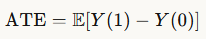 ATE = 𝔼[Y(1) − Y(0)]